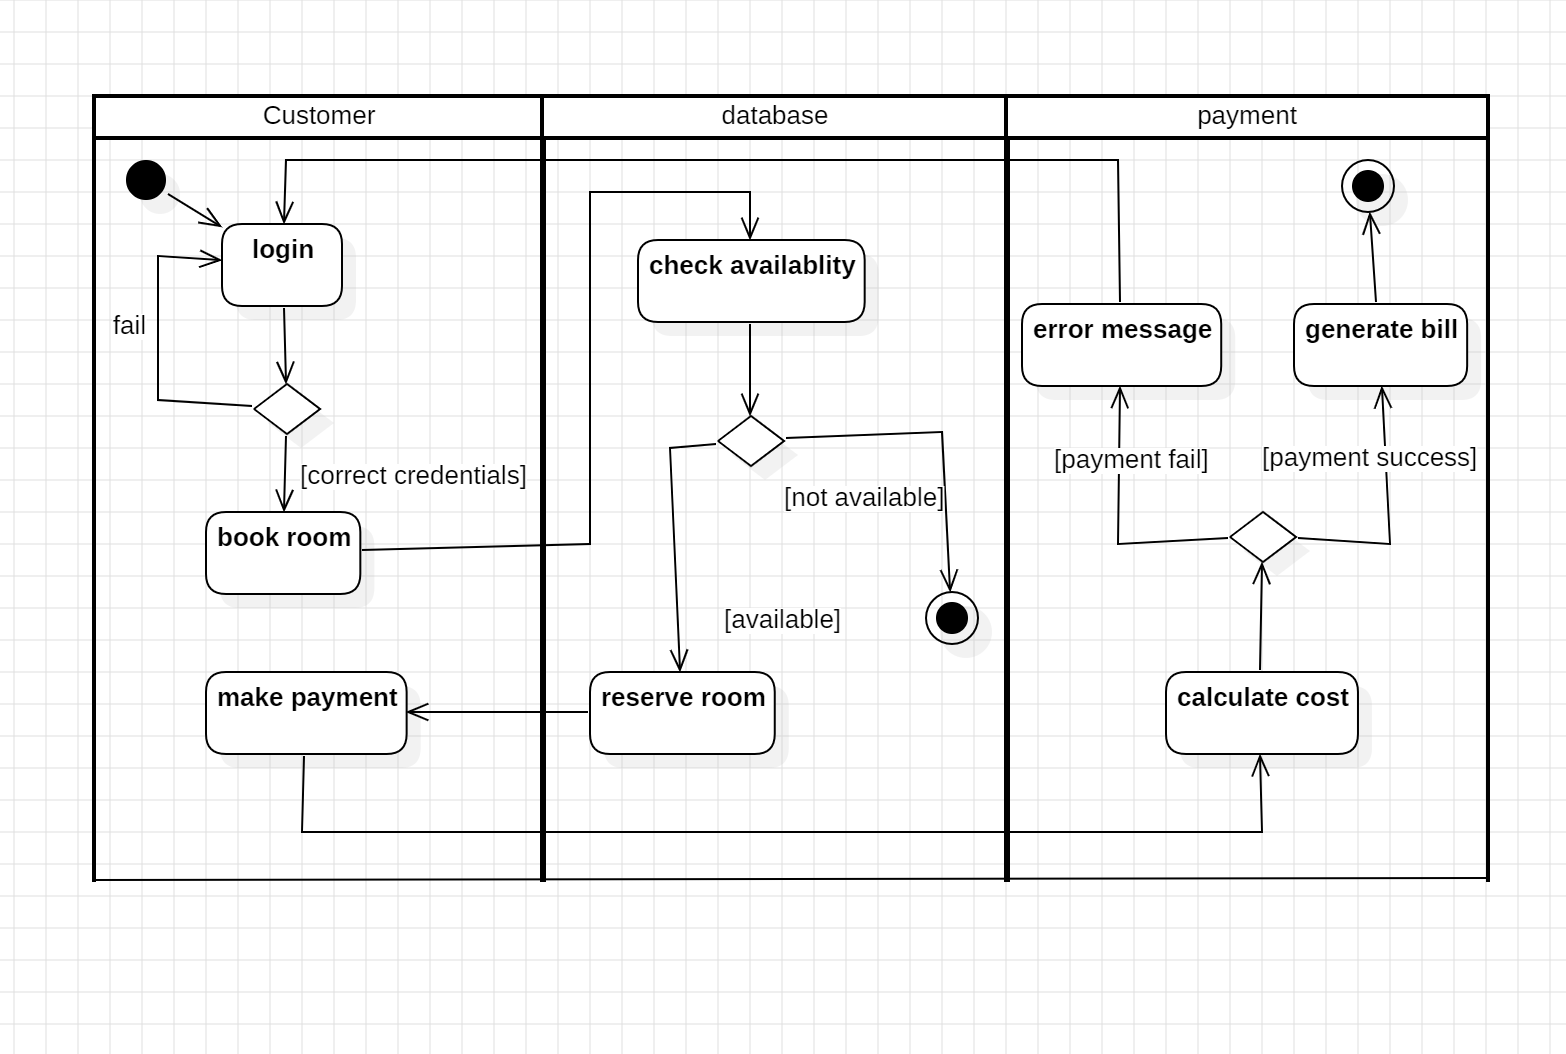 Customer
database
payment
login
check availablity
fail
error message
generate bill
[correct credentials]
[payment fail]
[payment success]
[not available]
book room
[available]
make payment
reserve room
calculate cost